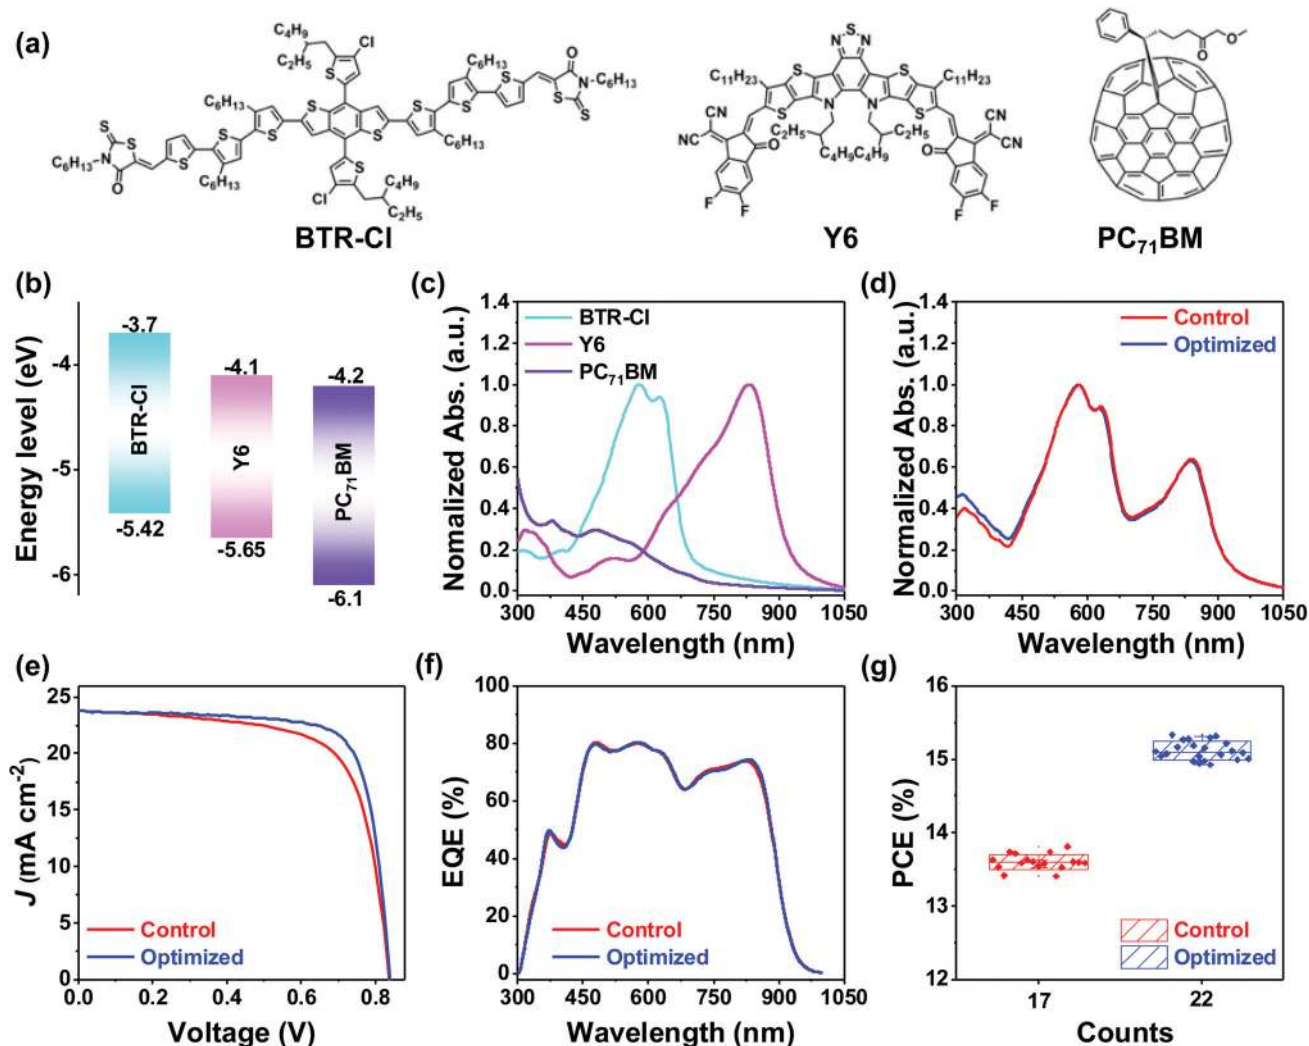 (a)
C₄H₉
Cl
C₂H₅
S
C₆H₁₃
S
O
N
C₆H₁₃
S
S
C₆H₁₃
S
S
S
S
S
C₆H₁₃
S
S
C₆H₁₃
N
O
S
S
C₆H₁₃
S
Cl
C₄H₉
C₂H₅
BTR-Cl
S
N
N
C₁₁H₂₃
S
S
S
S
C₁₁H₂₃
NC
CN
N
N
O
C₂H₅
C₂H₅
C₄H₉
C₄H₉
O
CN
CN
F
F
F
F
Y6
O
O
PC₇₁BM
(b)
Energy level (eV)
-4
-5
-6
-3.7
BTR-Cl
-5.42
-4.1
Y6
-5.65
-4.2
PC₇₁BM
-6.1
(c)
Nomalized Abs. (a.u.)
1.4
1.2
1.0
0.8
0.6
0.4
0.2
0.0
BTR-Cl
Y6
PC₇₁BM
300 450 600 750 900 1050
Wavelength (nm)
(d)
Normalized Abs. (a.u.)
1.4
1.2
1.0
0.8
0.6
0.4
0.2
0.0
Control
Optimized
300 450 600 750 900 1050
Wavelength (nm)
(e)
J (mA cm⁻²)
25
20
15
10
5
0
Control
Optimized
0.0 0.2 0.4 0.6 0.8
Voltage (V)
(f)
EQE (%)
100
80
60
40
20
0
Control
Optimized
300 450 600 750 900 1050
Wavelength (nm)
(g)
PCE (%)
16
15
14
13
12
Control
Optimized
17 22
Counts